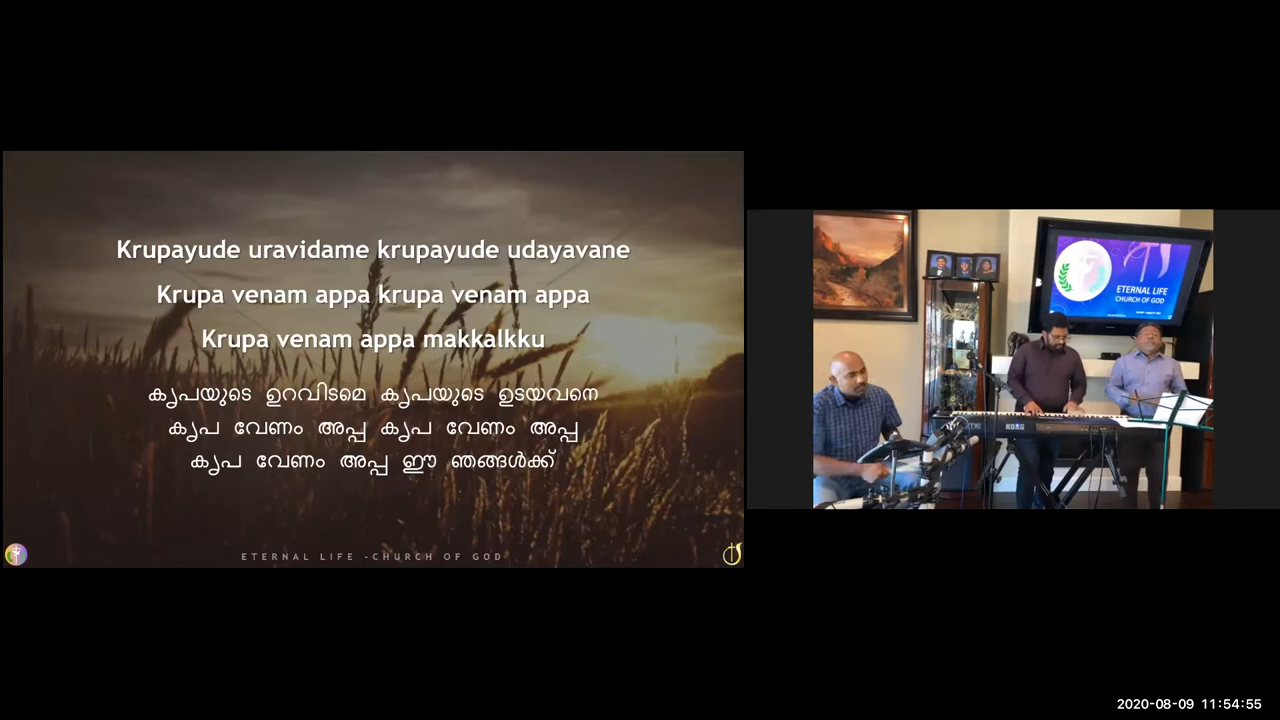 Krupayude uravidame krupayude udayavane
Krupa venam appa krupa venam appa
Krupa venam appa makkalkku
കൃപയുടെ ഉറവിടമെ കൃപയുടെ ഉടയവനെ
കൃപ വേണം അപ്പ കൃപ വേണം അപ്പ
കൃപ വേണം അപ്പ ഈ ഞങ്ങൾക്ക്
ETERNAL LIFE -CHURCH OF GOD
ETERNAL LIFE
CHURCH OF GOD
KORG
2020-08-09 11:54:55